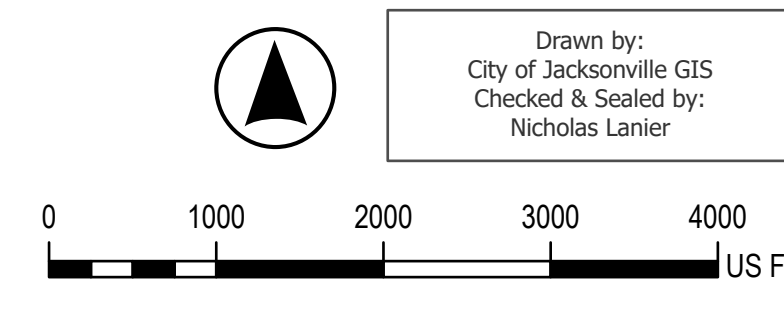 Drawn by:
City of Jacksonville GIS
Checked & Sealed by:
Nicholas Lanier
0 1000 2000 3000 4000
US F